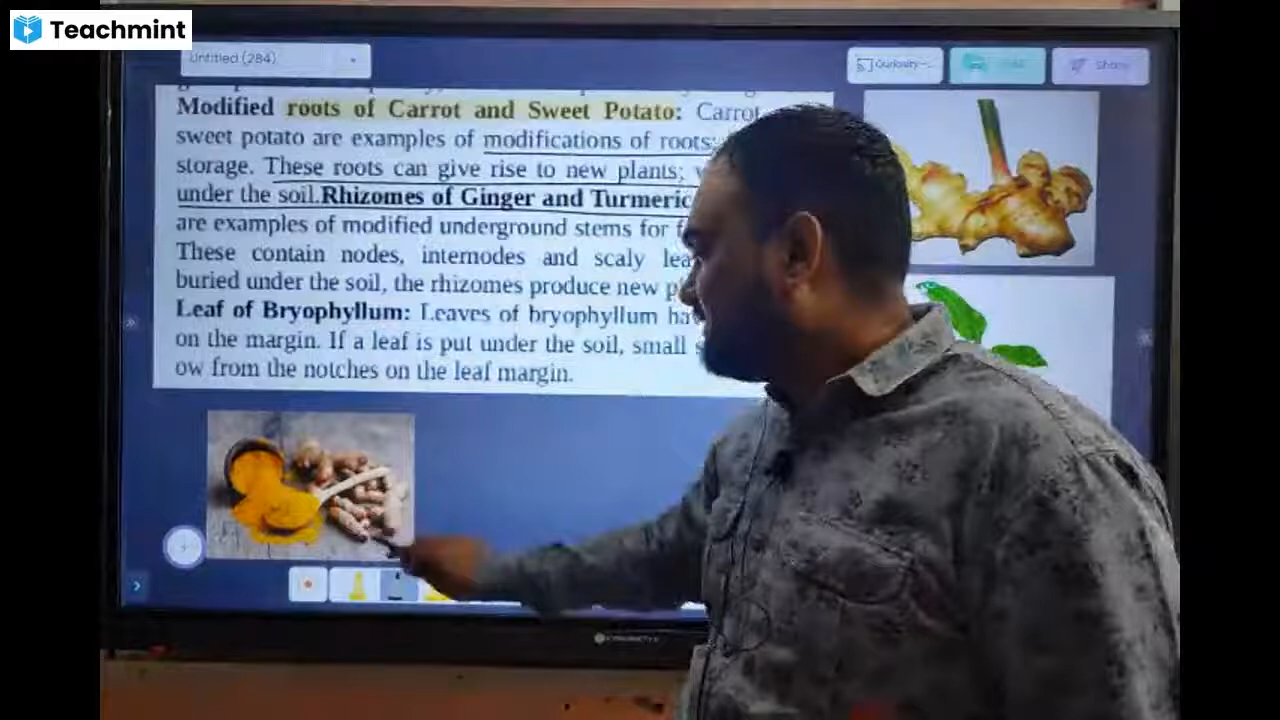 Teachmint
Untitled (284)
Modified roots of Carrot and Sweet Potato: Carrot
sweet potato are examples of modifications of roots
storage. These roots can give rise to new plants;
under the soil.Rhizomes of Ginger and Turmeric
are examples of modified underground stems for
These contain nodes, internodes and scaly
buried under the soil, the rhizomes produce new
Leaf of Bryophyllum: Leaves of bryophyllum
on the margin. If a leaf is put under the soil, small
ow from the notches on the leaf margin.